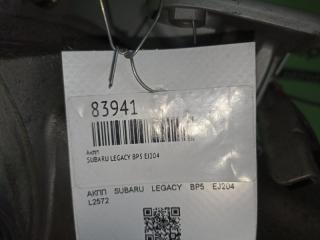 83941
АКПП
SUBARU LEGACY BP5 EJ204
АКПП SUBARU LEGACY BP5 EJ204
L2572